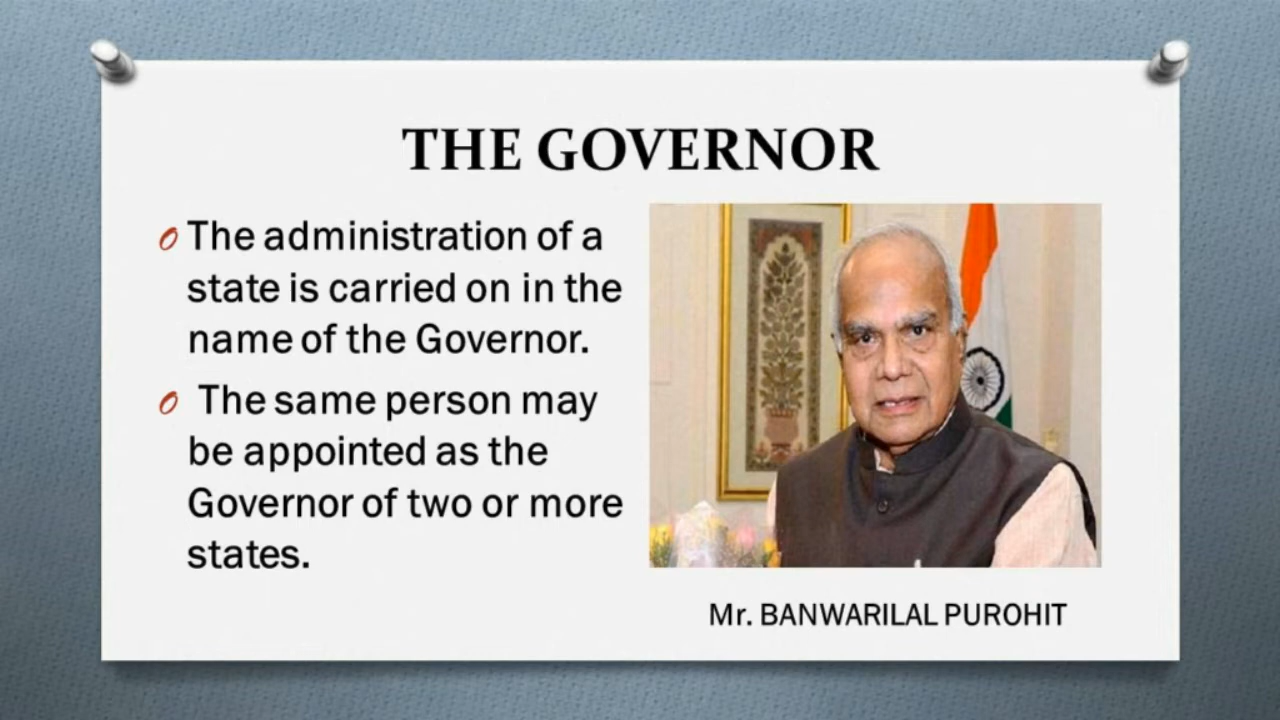 THE GOVERNOR
The administration of a
state is carried on in the
name of the Governor.
The same person may
be appointed as the
Governor of two or more
states.
Mr. BANWARILAL PUROHIT